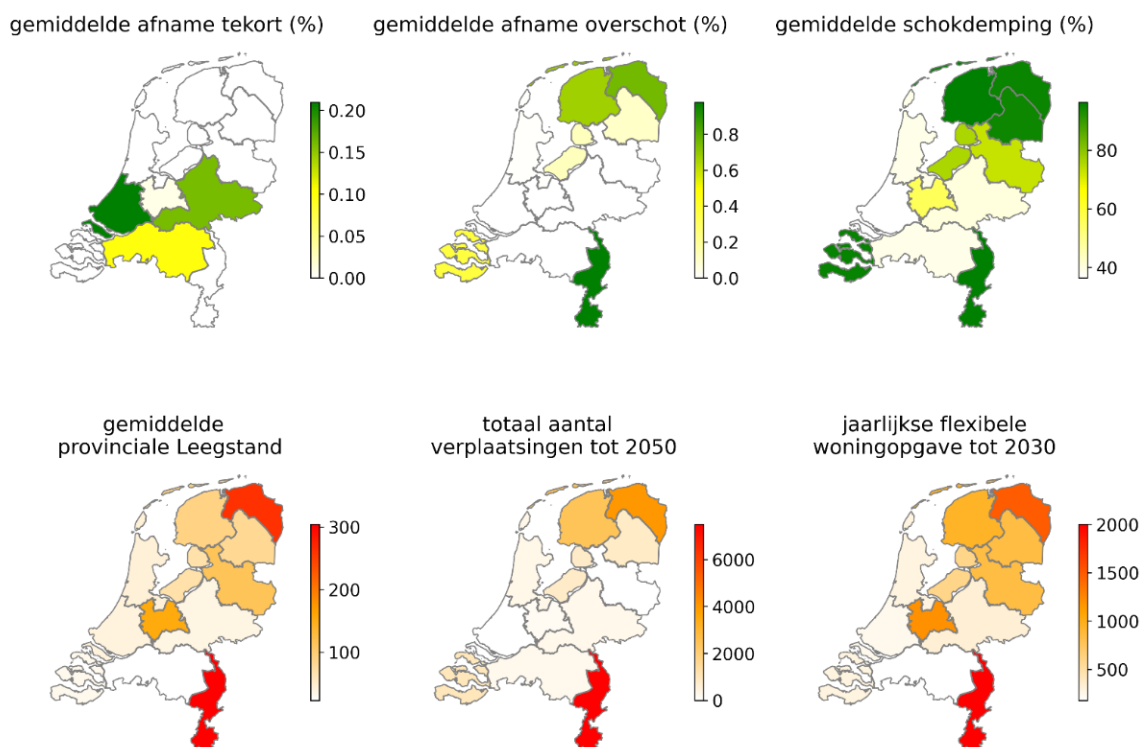 gemiddelde afname tekort (%)
gemiddelde afname overschot (%)
gemiddelde schokdemping (%)
0.20
0.15
0.10
0.05
0.00
0.8
0.6
0.4
0.2
0.0
80
60
40
gemiddelde
provinciale Leegstand
totaal aantal
verplaatsingen tot 2050
jaarlijkse flexibele
woningopgave tot 2030
300
200
100
6000
4000
2000
0
2000
1500
1000
500